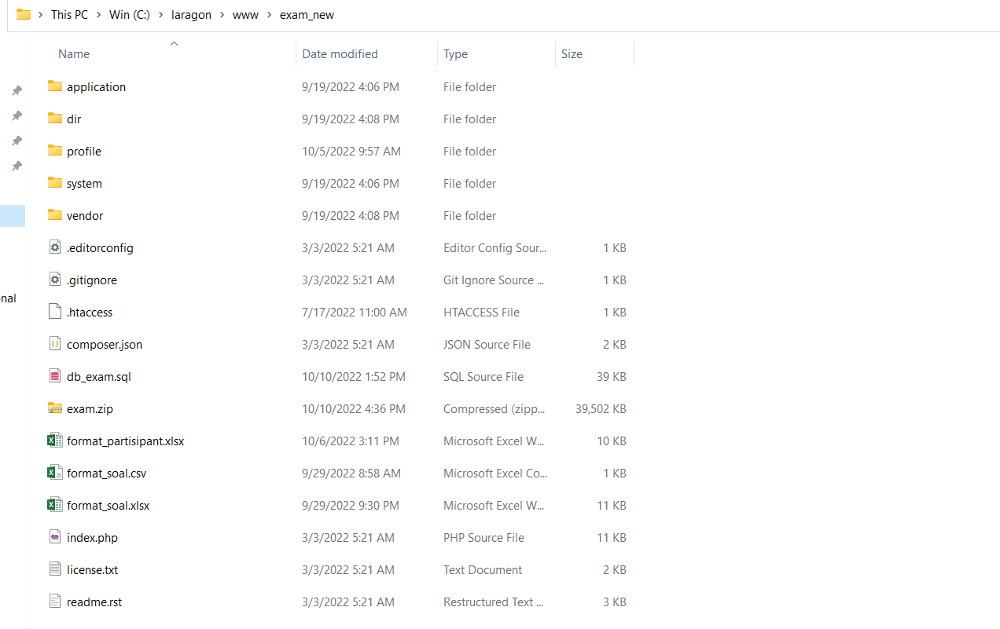 This PC > Win (C:) > laragon > www > exam_new
Name Date modified Type Size
application 9/19/2022 4:06 PM File folder
dir 9/19/2022 4:08 PM File folder
profile 10/5/2022 9:57 AM File folder
system 9/19/2022 4:06 PM File folder
vendor 9/19/2022 4:08 PM File folder
.editorconfig 3/3/2022 5:21 AM Editor Config Sour... 1 KB
.gitignore 3/3/2022 5:21 AM Git Ignore Source ... 1 KB
onal
.htaccess 7/17/2022 11:00 AM HTACCESS File 1 KB
composer.json 3/3/2022 5:21 AM JSON Source File 2 KB
db_exam.sql 10/10/2022 1:52 PM SQL Source File 39 KB
exam.zip 10/10/2022 4:36 PM Compressed (zipp... 39,502 KB
format_partisipant.xlsx 10/6/2022 3:11 PM Microsoft Excel W... 10 KB
format_soal.csv 9/29/2022 8:58 AM Microsoft Excel Co... 1 KB
format_soal.xlsx 9/29/2022 9:30 PM Microsoft Excel W... 11 KB
index.php 3/3/2022 5:21 AM PHP Source File 11 KB
license.txt 3/3/2022 5:21 AM Text Document 2 KB
readme.rst 3/3/2022 5:21 AM Restructured Text ... 3 KB